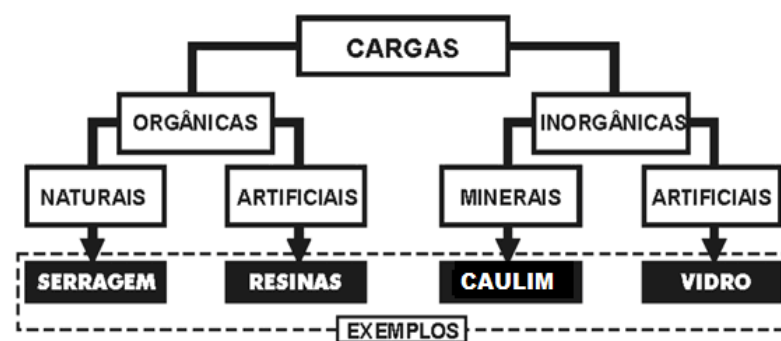 CARGAS
ORGÂNICAS
INORGÂNICAS
NATURAIS
ARTIFICIAIS
MINERAIS
ARTIFICIAIS
SERRAGEM
RESINAS
CAULIM
VIDRO
EXEMPLOS